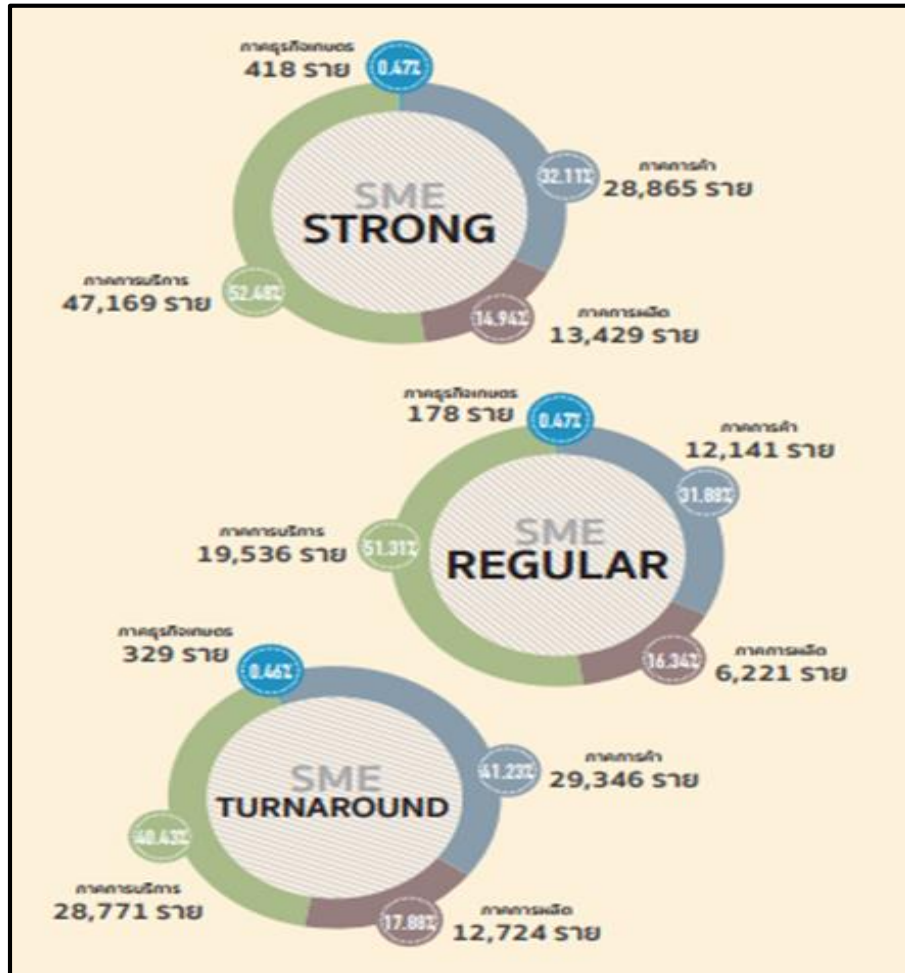 ภาคธุรกิจเกษตร
418 ราย
0.47%
ภาคการค้า
28,865 ราย
32.11%
SME
STRONG
ภาคการบริการ
47,169 ราย
52.48%
14.94%
ภาคการผลิต
13,429 ราย
ภาคธุรกิจเกษตร
178 ราย
0.47%
ภาคการค้า
12,141 ราย
31.88%
ภาคการบริการ
19,536 ราย
51.31%
SME
REGULAR
ภาคการผลิต
6,221 ราย
16.34%
ภาคธุรกิจเกษตร
329 ราย
0.46%
ภาคการค้า
29,346 ราย
41.23%
SME
TURNAROUND
40.43%
ภาคการบริการ
28,771 ราย
17.88%
ภาคการผลิต
12,724 ราย